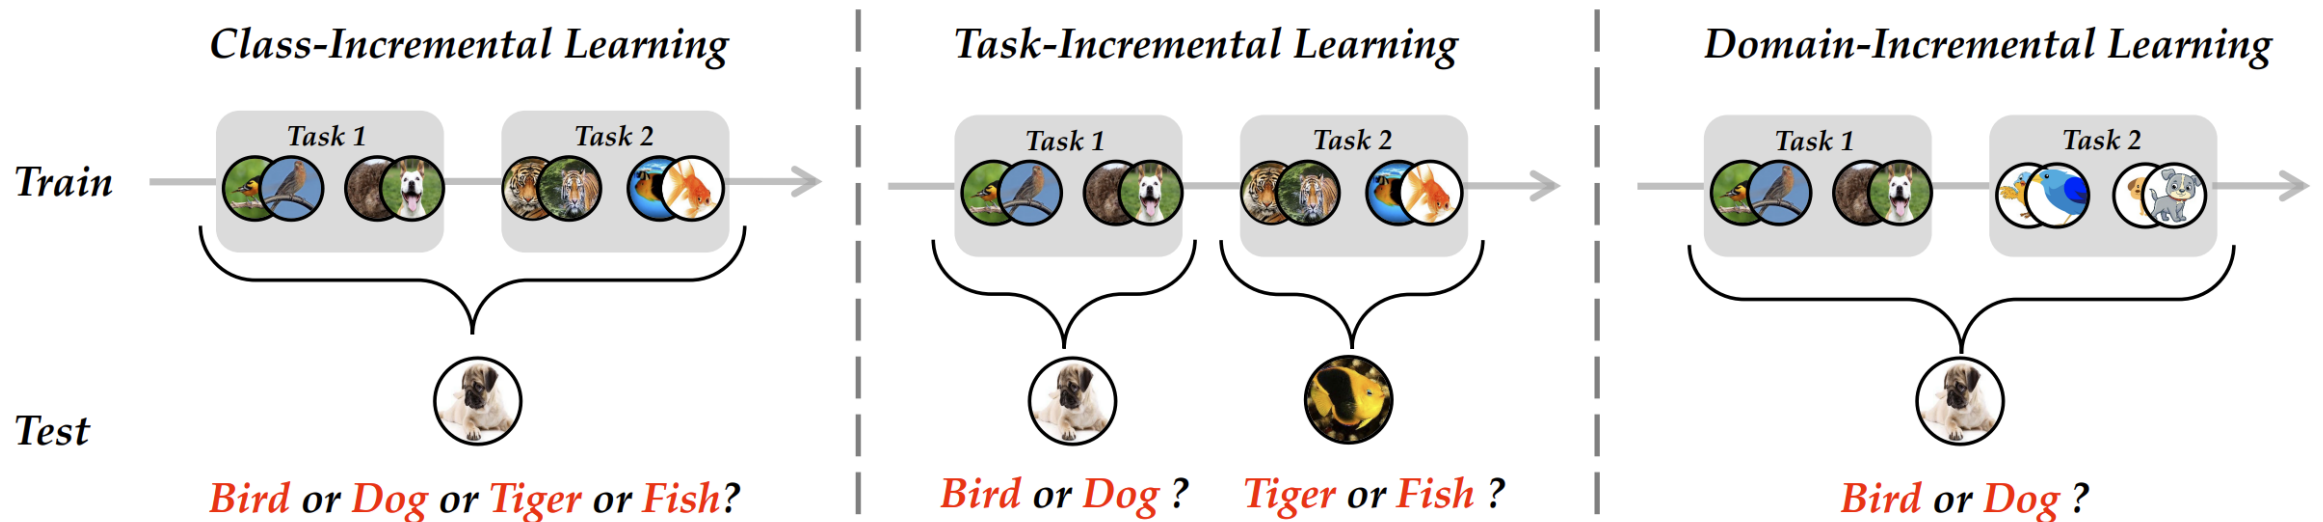 Class-Incremental Learning
Task-Incremental Learning
Domain-Incremental Learning
Train
Task 1
Task 2
Task 1
Task 2
Task 1
Task 2
Test
Bird or Dog or Tiger or Fish?
Bird or Dog ?
Tiger or Fish ?
Bird or Dog ?